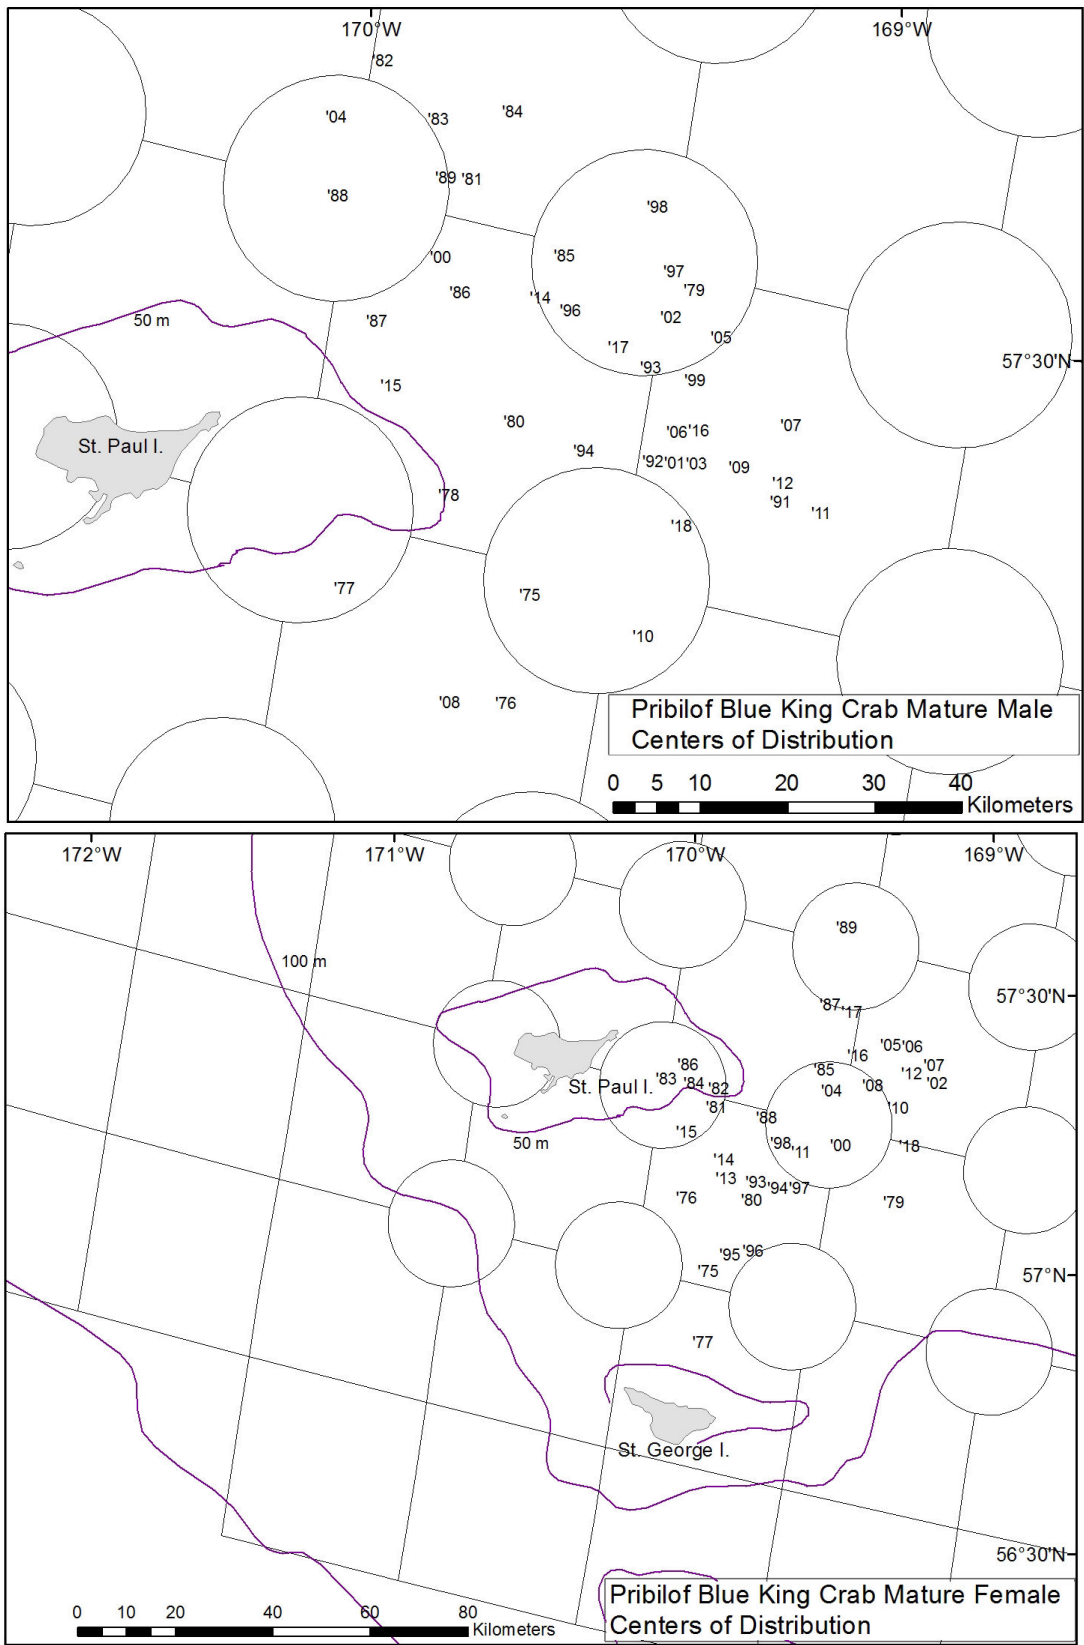 170°W 169°W
'82
'04 '83 '84
'89 '81
'88
'98
'00 '85
'97
'86 '14 '79
50 m '87 '96 '02
'17 '05
'93 57°30'N
'15 '99
'80 '07
St. Paul I. '94 '06 '16
'92 '01 '03 '09
'78 '12
'91 '11
'18
'77 '75
'10
'08 '76
Pribilof Blue King Crab Mature Male
Centers of Distribution
0 5 10 20 30 40
Kilometers
172°W 171°W 170°W 169°W
'89
100 m
57°30'N
'87 '17
'05 '06
'16
'86 '85 '07
'83 '84 '82 '12
St. Paul I. '04 '08 '02
'81 '10
'88
50 m '15 '98 '11 '00 '18
'14
'13 '93 '94 '97
'76 '80 '79
'95 '96
'75 57°N
'77
St. George I.
56°30'N
Pribilof Blue King Crab Mature Female
Centers of Distribution
0 10 20 40 60 80
Kilometers